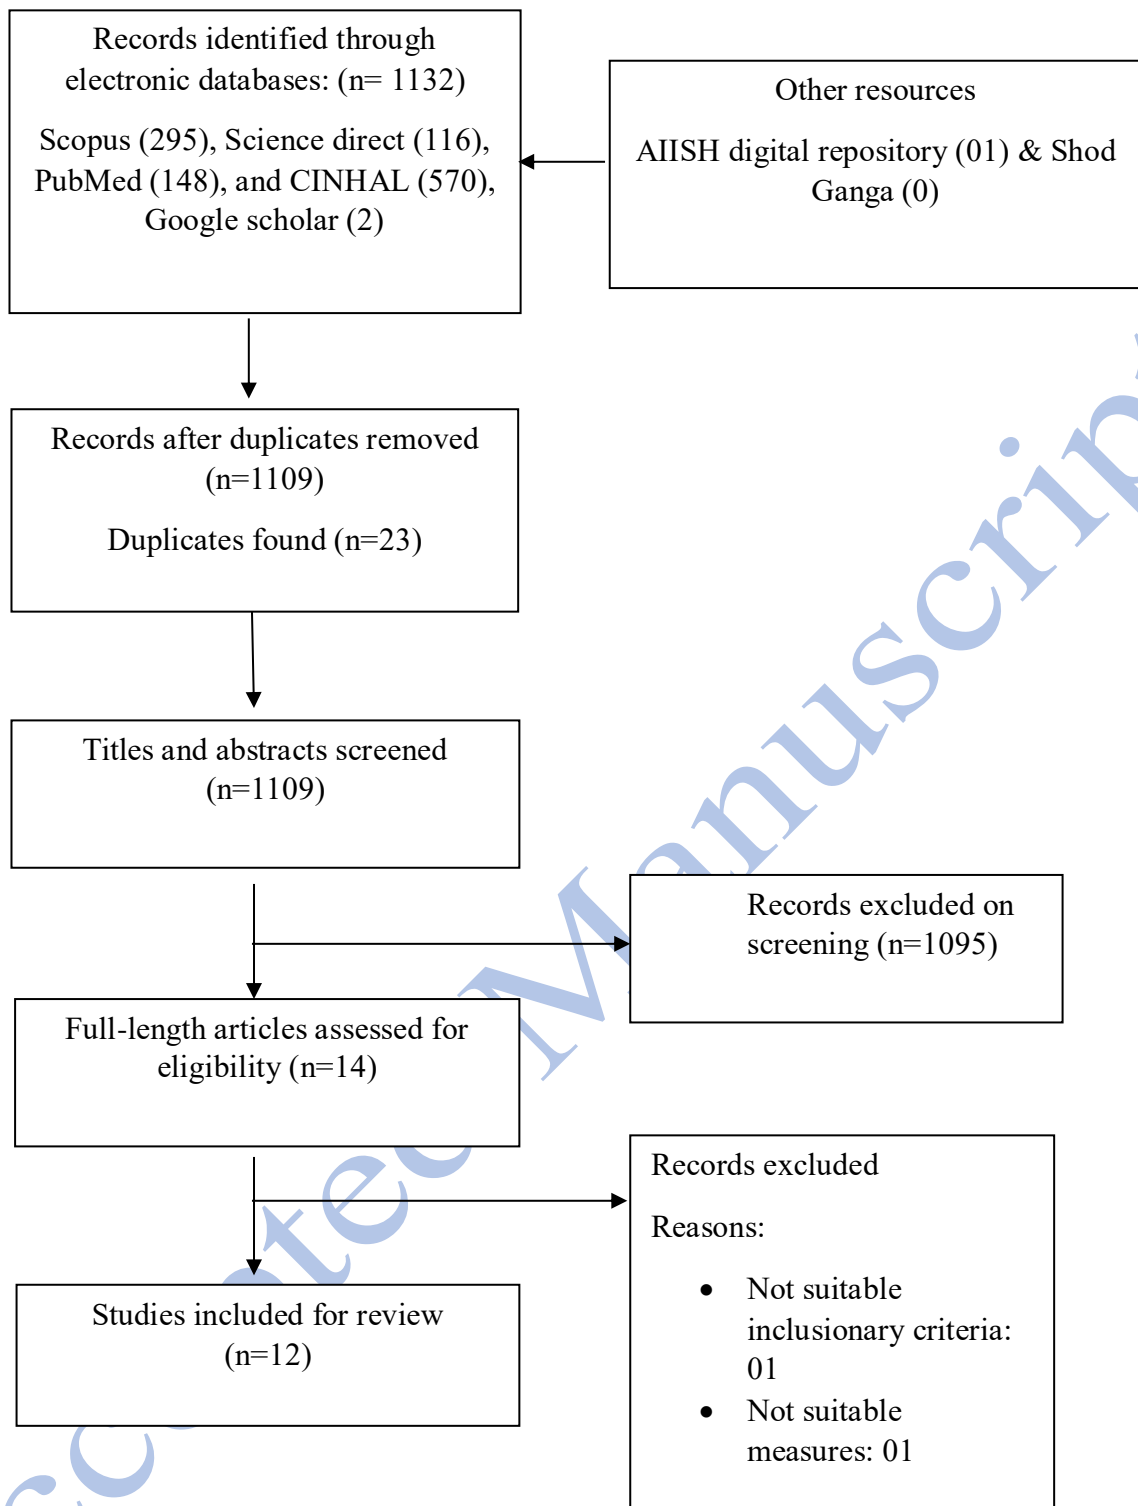 Records identified through
electronic databases: (n= 1132)
Scopus (295), Science direct (116),
PubMed (148), and CINHAL (570),
Google scholar (2)
Other resources
AIISH digital repository (01) & Shod
Ganga (0)
Records after duplicates removed
(n=1109)
Duplicates found (n=23)
Titles and abstracts screened
(n=1109)
Records excluded on
screening (n=1095)
Full-length articles assessed for
eligibility (n=14)
Records excluded
Reasons:
• Not suitable
inclusionary criteria:
01
• Not suitable
measures: 01
Studies included for review
(n=12)
ccepted Manuscript